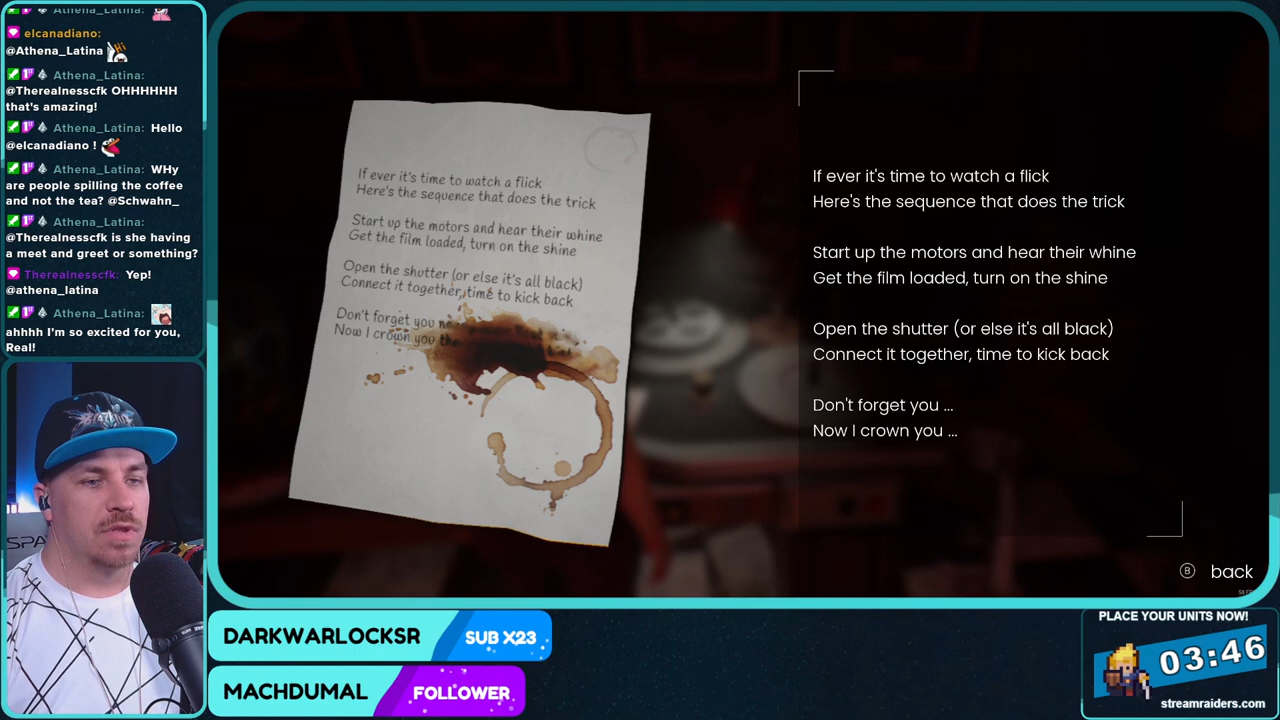 Athena_Latina:
elcanadiano:
@Athena_Latina
Athena_Latina:
@Therealnesscfk OHHHHHH
that's amazing!
Athena_Latina: Hello
@elcanadiano !
Athena_Latina: WHy
are people spilling the coffee
and not the tea? @Schwahn_
Athena_Latina:
@Therealnesscfk is she having
a meet and greet or something?
Therealnesscfk: Yep!
@athena_latina
Athena_Latina:
ahhhh I'm so excited for you,
Real!
If ever it's time to watch a flick
Here's the sequence that does the trick
Start up the motors and hear their whine
Get the film loaded, turn on the shine
Open the shutter (or else it's all black)
Connect it together, time to kick back
Don't forget you
Now I crown you the
If ever it's time to watch a flick
Here's the sequence that does the trick
Start up the motors and hear their whine
Get the film loaded, turn on the shine
Open the shutter (or else it's all black)
Connect it together, time to kick back
Don't forget you ...
Now I crown you ...
B back
DARKWARLOCKSR SUB X23
MACHDUMAL FOLLOWER
PLACE YOUR UNITS NOW!
03:46
streamraiders.com